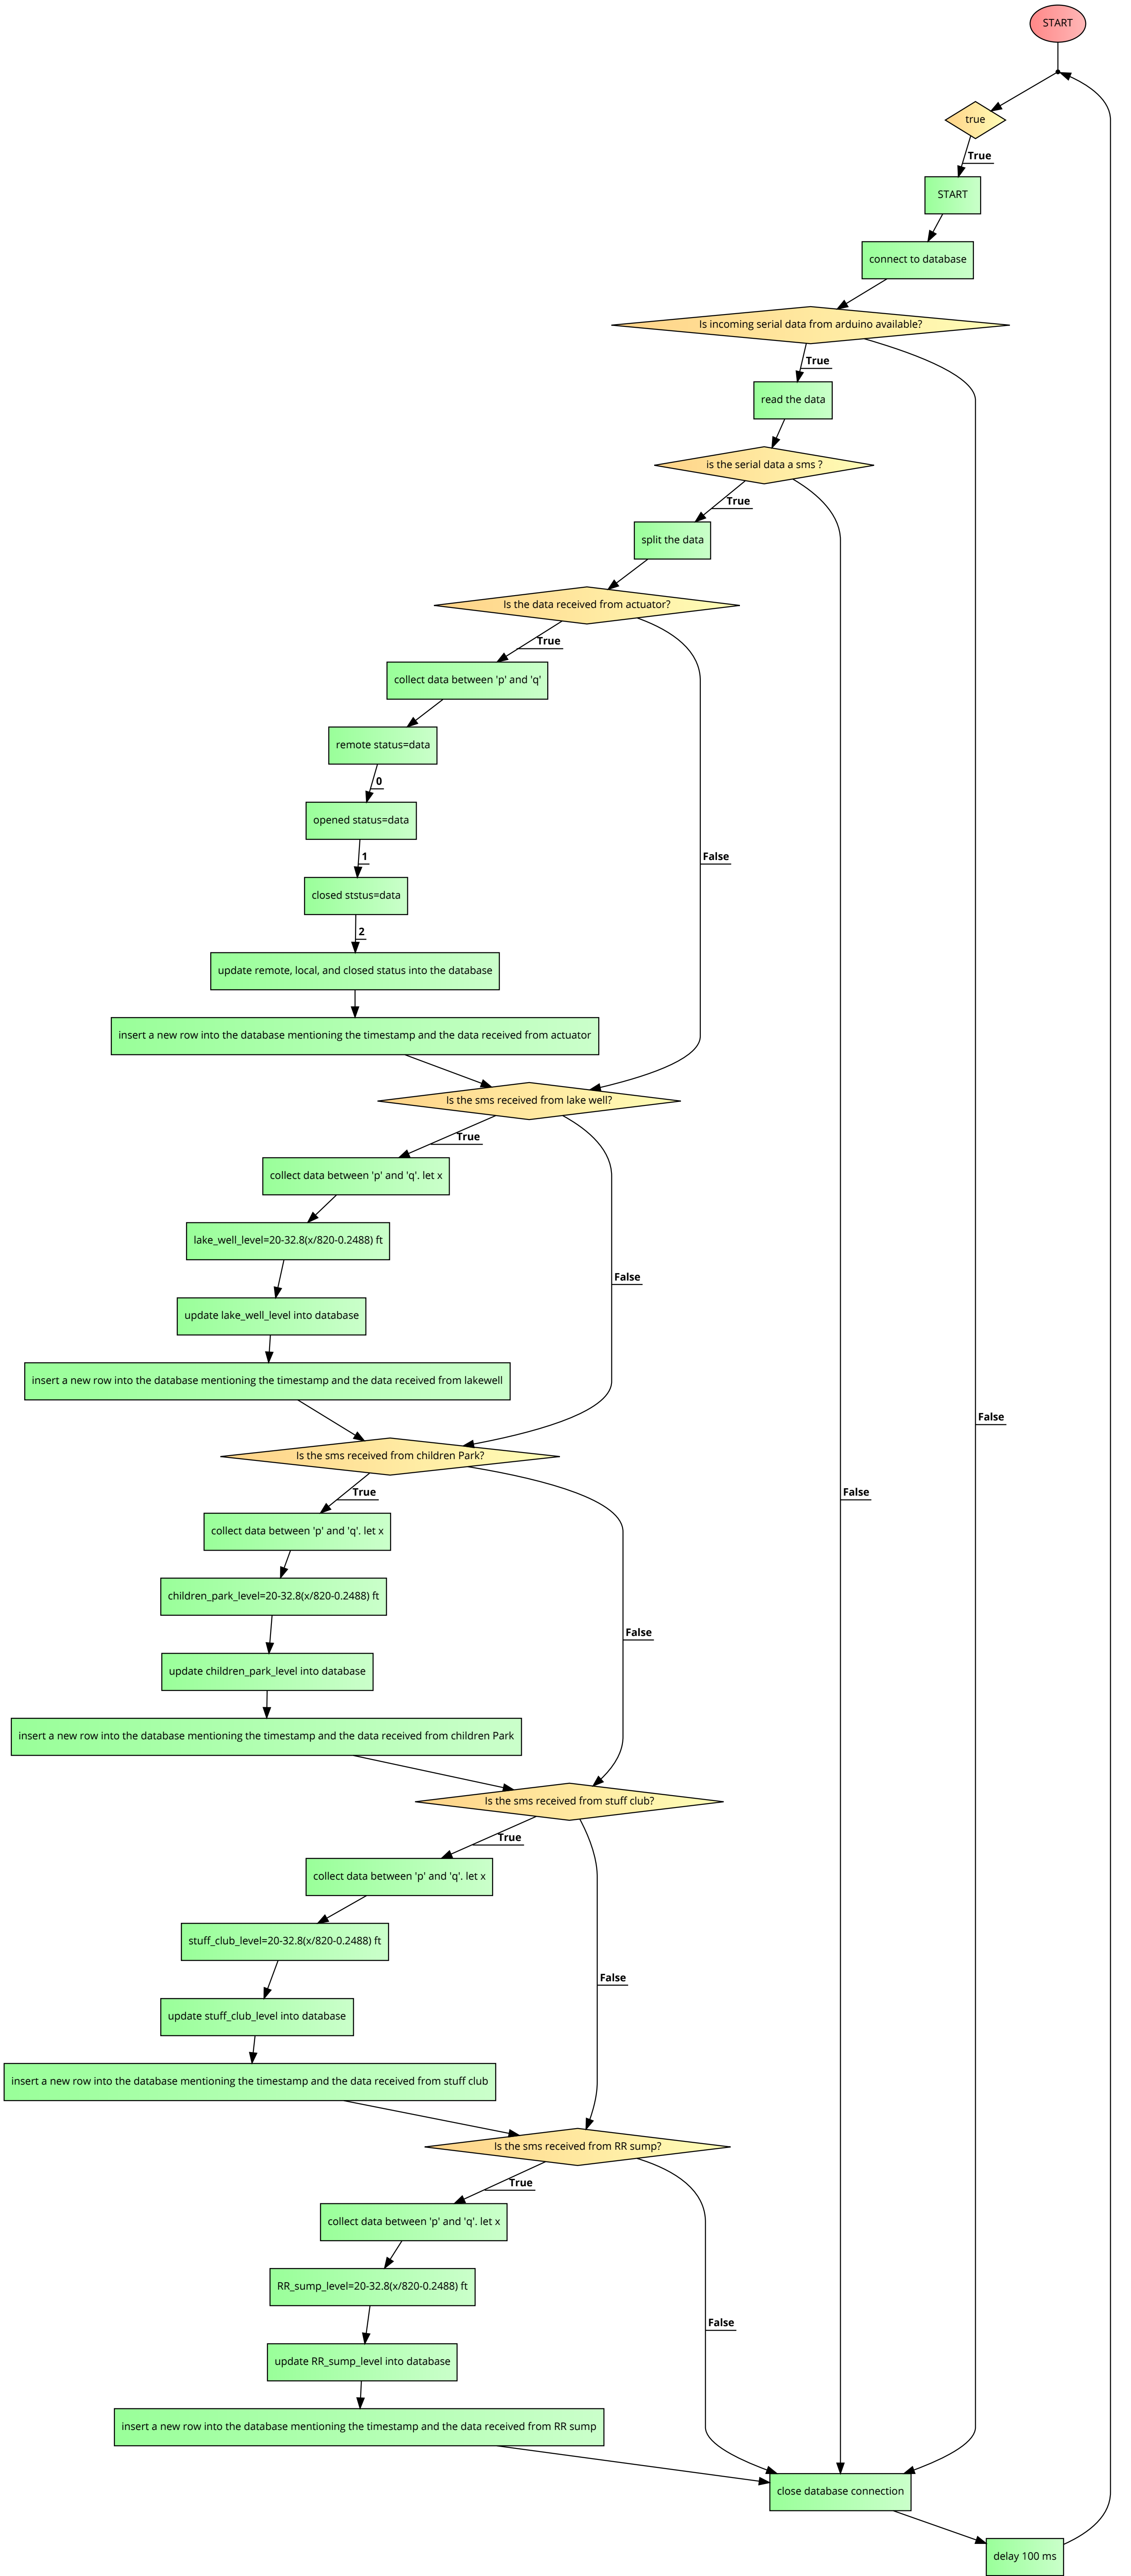 START
true
True
START
connect to database
Is incoming serial data from arduino available?
True
read the data
is the serial data a sms ?
True
split the data
Is the data received from actuator?
True
collect data between 'p' and 'q'
remote status=data
0
opened status=data
1
False
closed ststus=data
2
update remote, local, and closed status into the database
insert a new row into the database mentioning the timestamp and the data received from actuator
Is the sms received from lake well?
True
collect data between 'p' and 'q'. let x
lake_well_level=20-32.8(x/820-0.2488) ft
False
update lake_well_level into database
insert a new row into the database mentioning the timestamp and the data received from lakewell
False
Is the sms received from children Park?
True
False
collect data between 'p' and 'q'. let x
children_park_level=20-32.8(x/820-0.2488) ft
False
update children_park_level into database
insert a new row into the database mentioning the timestamp and the data received from children Park
Is the sms received from stuff club?
True
collect data between 'p' and 'q'. let x
stuff_club_level=20-32.8(x/820-0.2488) ft
False
update stuff_club_level into database
insert a new row into the database mentioning the timestamp and the data received from stuff club
Is the sms received from RR sump?
True
collect data between 'p' and 'q'. let x
RR_sump_level=20-32.8(x/820-0.2488) ft
False
update RR_sump_level into database
insert a new row into the database mentioning the timestamp and the data received from RR sump
close database connection
delay 100 ms